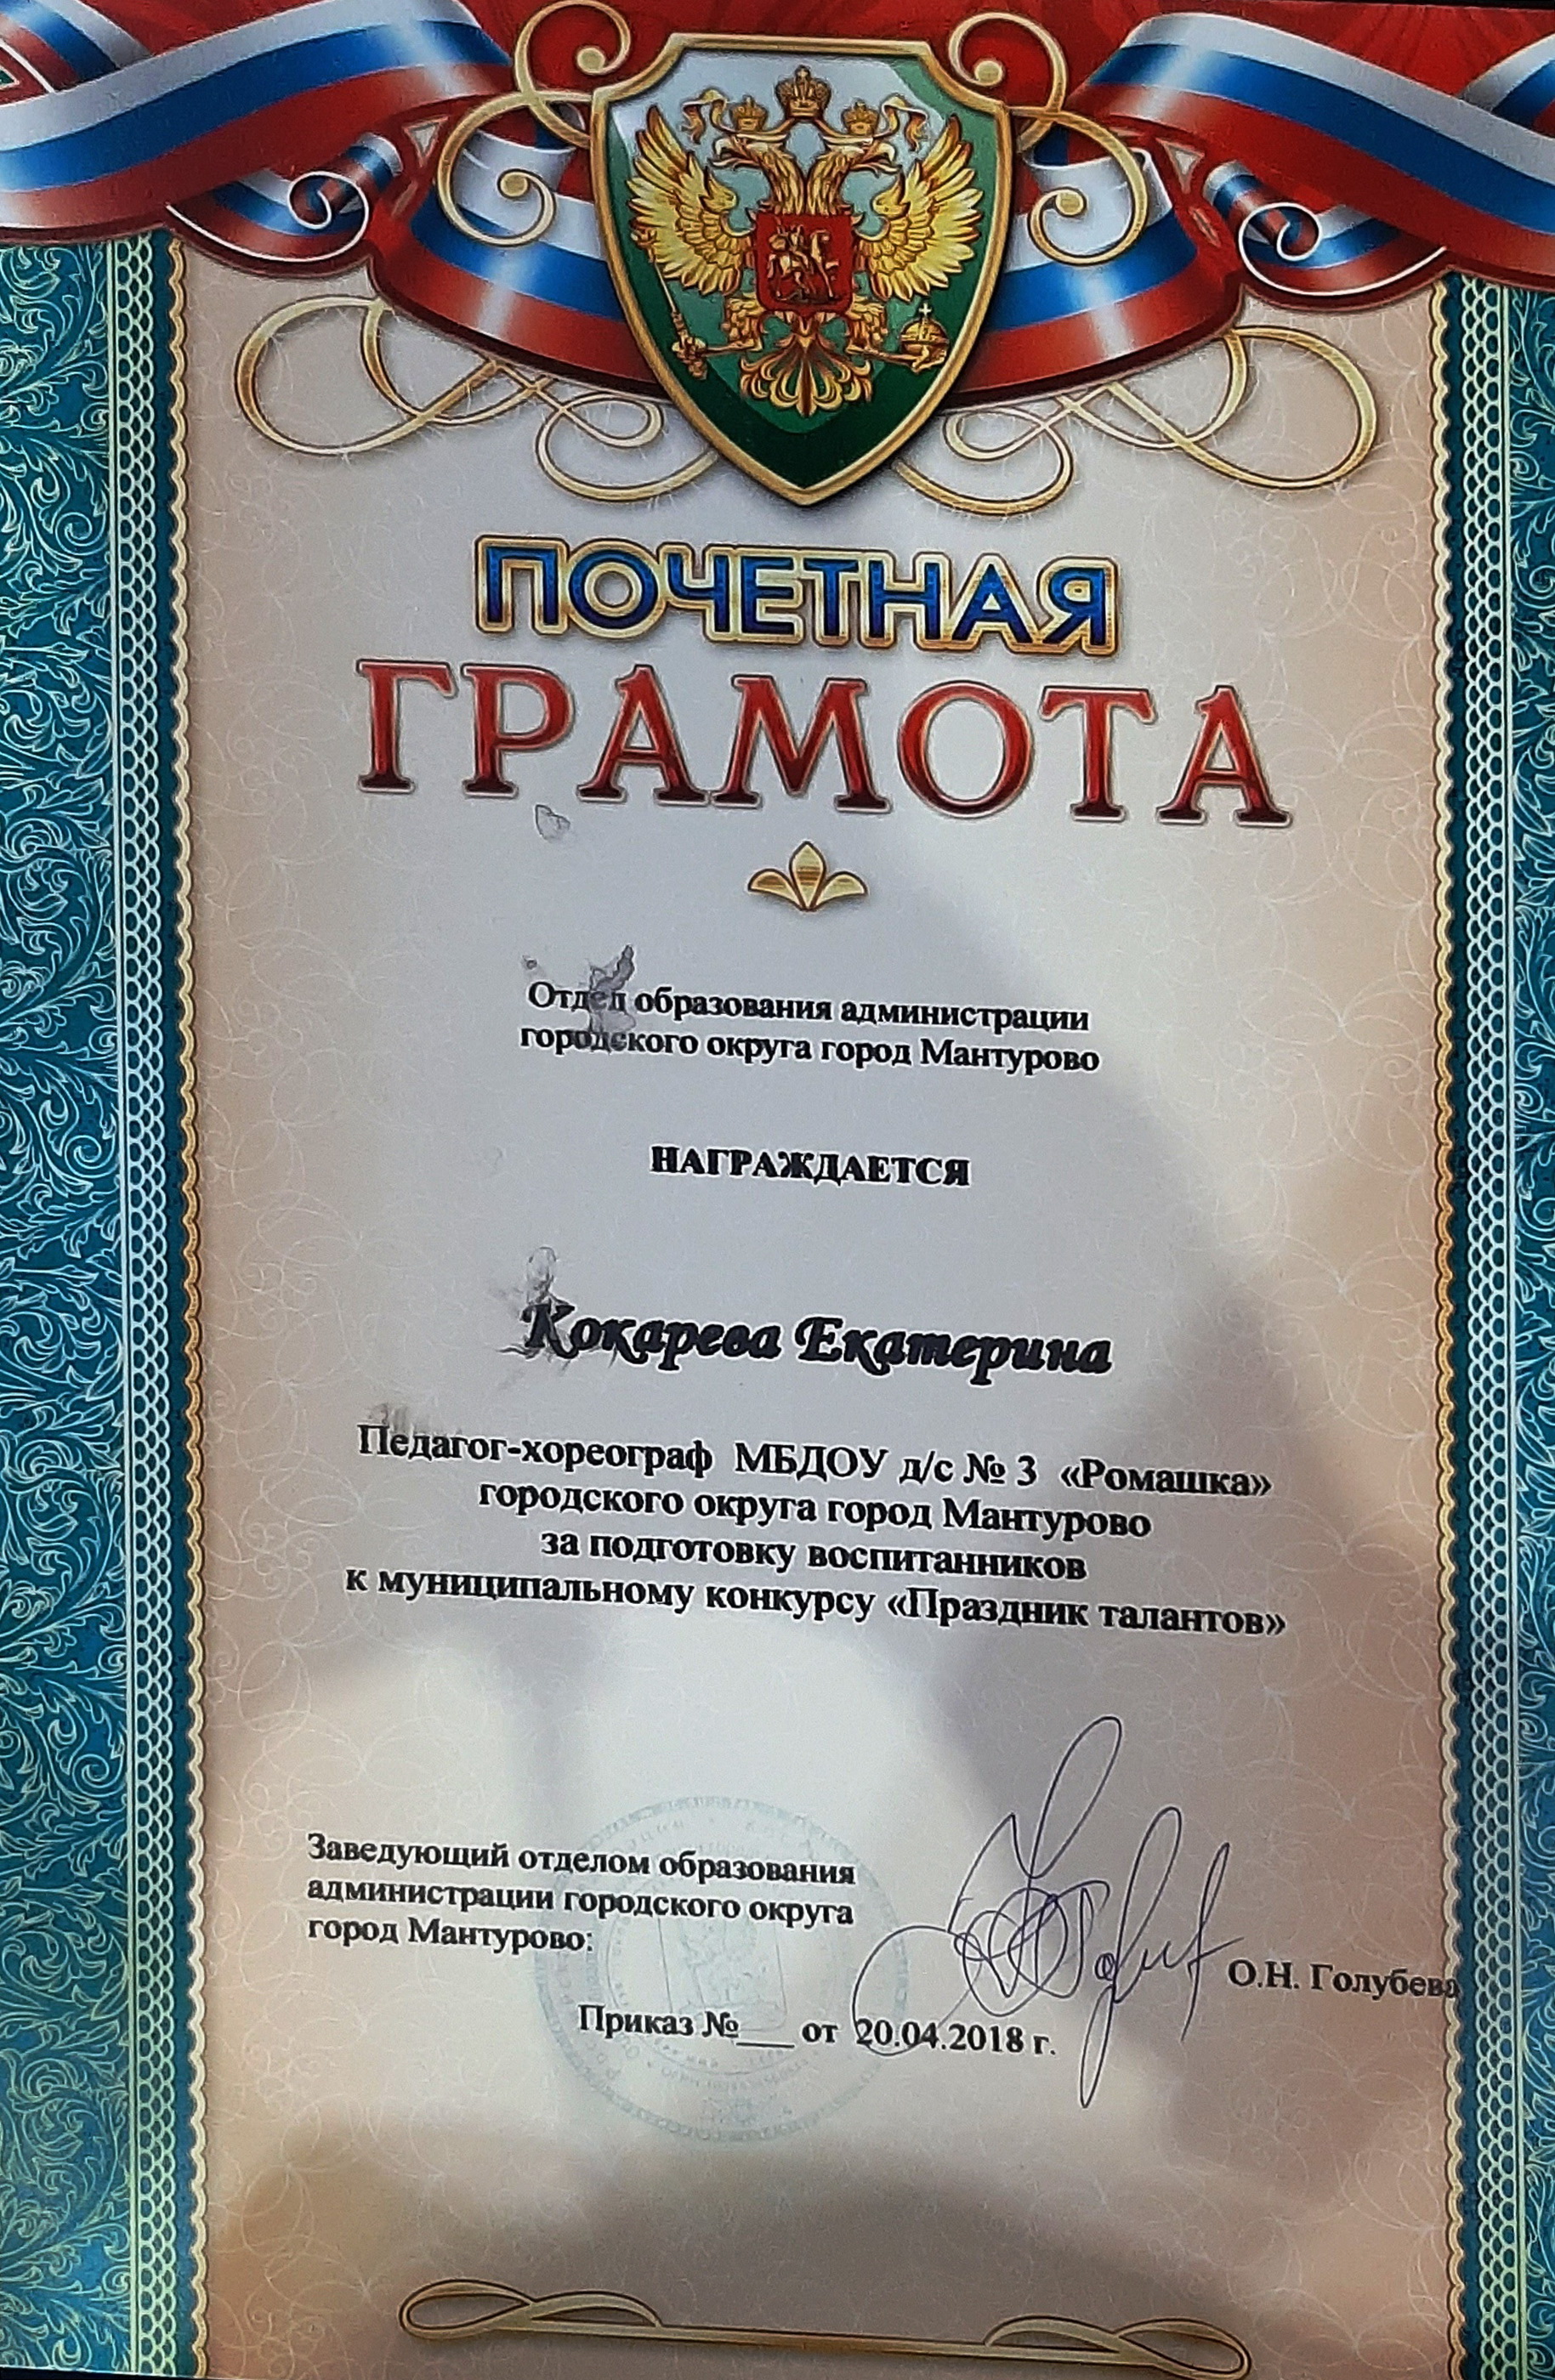 ПОЧЕТНАЯ
ГРАМОТА
Отдел образования администрации
городского округа город Мантурово
НАГРАЖДАЕТСЯ
Кокарева Екатерина
Педагог-хореограф МБДОУ д/с № 3 «Ромашка»
городского округа город Мантурово
за подготовку воспитанников
к муниципальному конкурсу «Праздник талантов»
Заведующий отделом образования
администрации городского округа
город Мантурово:
О.Н. Голубева
Приказ №___ от 20.04.2018 г.